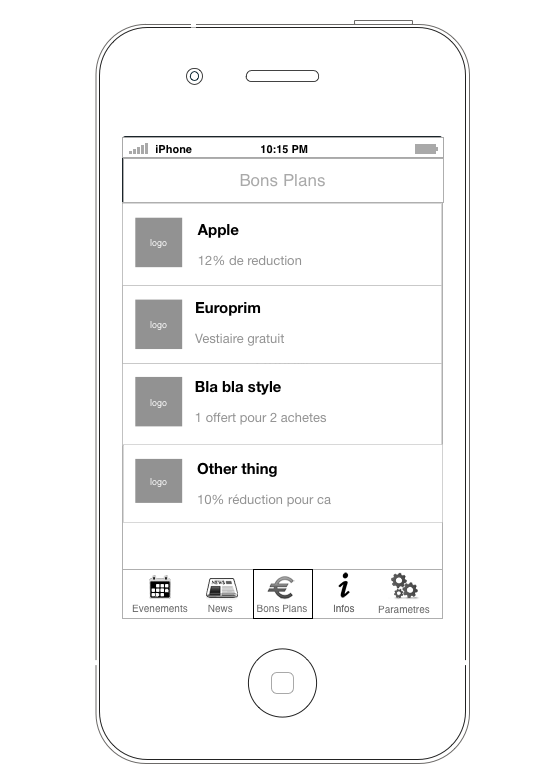 iPhone 10:15 PM
Bons Plans
logo
Apple
12% de reduction
logo
Europrim
Vestiaire gratuit
logo
Bla bla style
1 offert pour 2 achetes
logo
Other thing
10% réduction pour ca
NEWS
Evenements News Bons Plans Infos Parametres